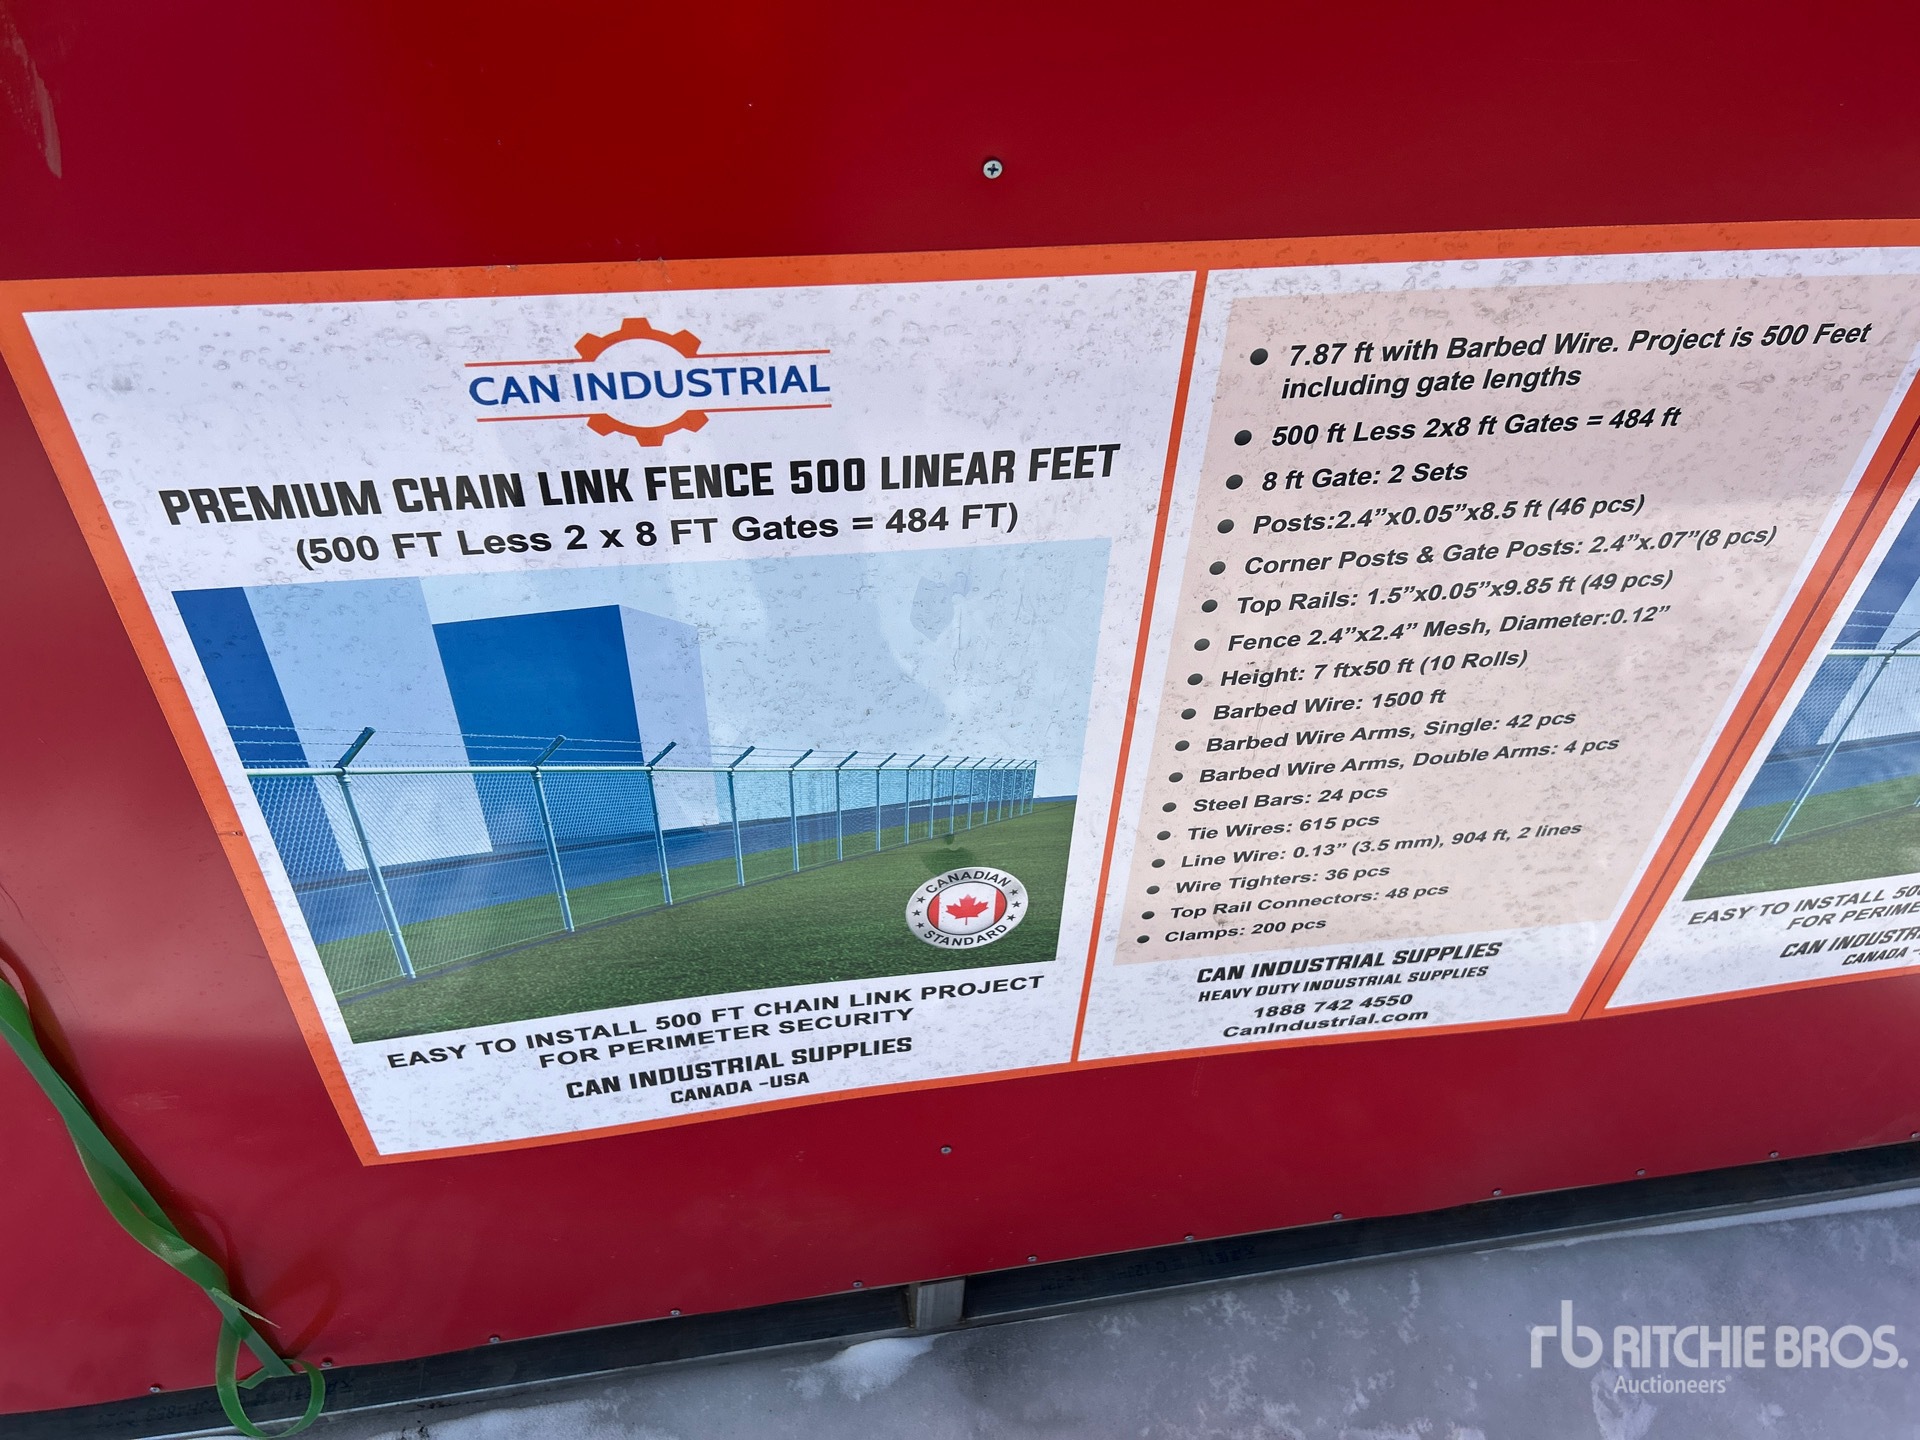 CAN INDUSTRIAL
PREMIUM CHAIN LINK FENCE 500 LINEAR FEET
(500 FT Less 2 x 8 FT Gates = 484 FT)
CANADIAN
STANDARD
EASY TO INSTALL 500 FT CHAIN LINK PROJECT
FOR PERIMETER SECURITY
CAN INDUSTRIAL SUPPLIES
CANADA -USA
• 7.87 ft with Barbed Wire. Project is 500 Feet
including gate lengths
• 500 ft Less 2x8 ft Gates = 484 ft
• 8 ft Gate: 2 Sets
• Posts:2.4"x0.05"x8.5 ft (46 pcs)
• Corner Posts & Gate Posts: 2.4"x.07"(8 pcs)
• Top Rails: 1.5"x0.05"x9.85 ft (49 pcs)
• Fence 2.4"x2.4" Mesh, Diameter:0.12"
• Height: 7 ftx50 ft (10 Rolls)
• Barbed Wire: 1500 ft
• Barbed Wire Arms, Single: 42 pcs
• Barbed Wire Arms, Double Arms: 4 pcs
• Steel Bars: 24 pcs
• Tie Wires: 615 pcs
• Line Wire: 0.13" (3.5 mm), 904 ft, 2 lines
• Wire Tighters: 36 pcs
• Top Rail Connectors: 48 pcs
• Clamps: 200 pcs
CAN INDUSTRIAL SUPPLIES
HEAVY DUTY INDUSTRIAL SUPPLIES
1888 742 4550
CanIndustrial.com
EASY TO INSTALL 50
FOR PERIME
CAN INDUSTR
CANADA -
rb RITCHIE BROS.
Auctioneers